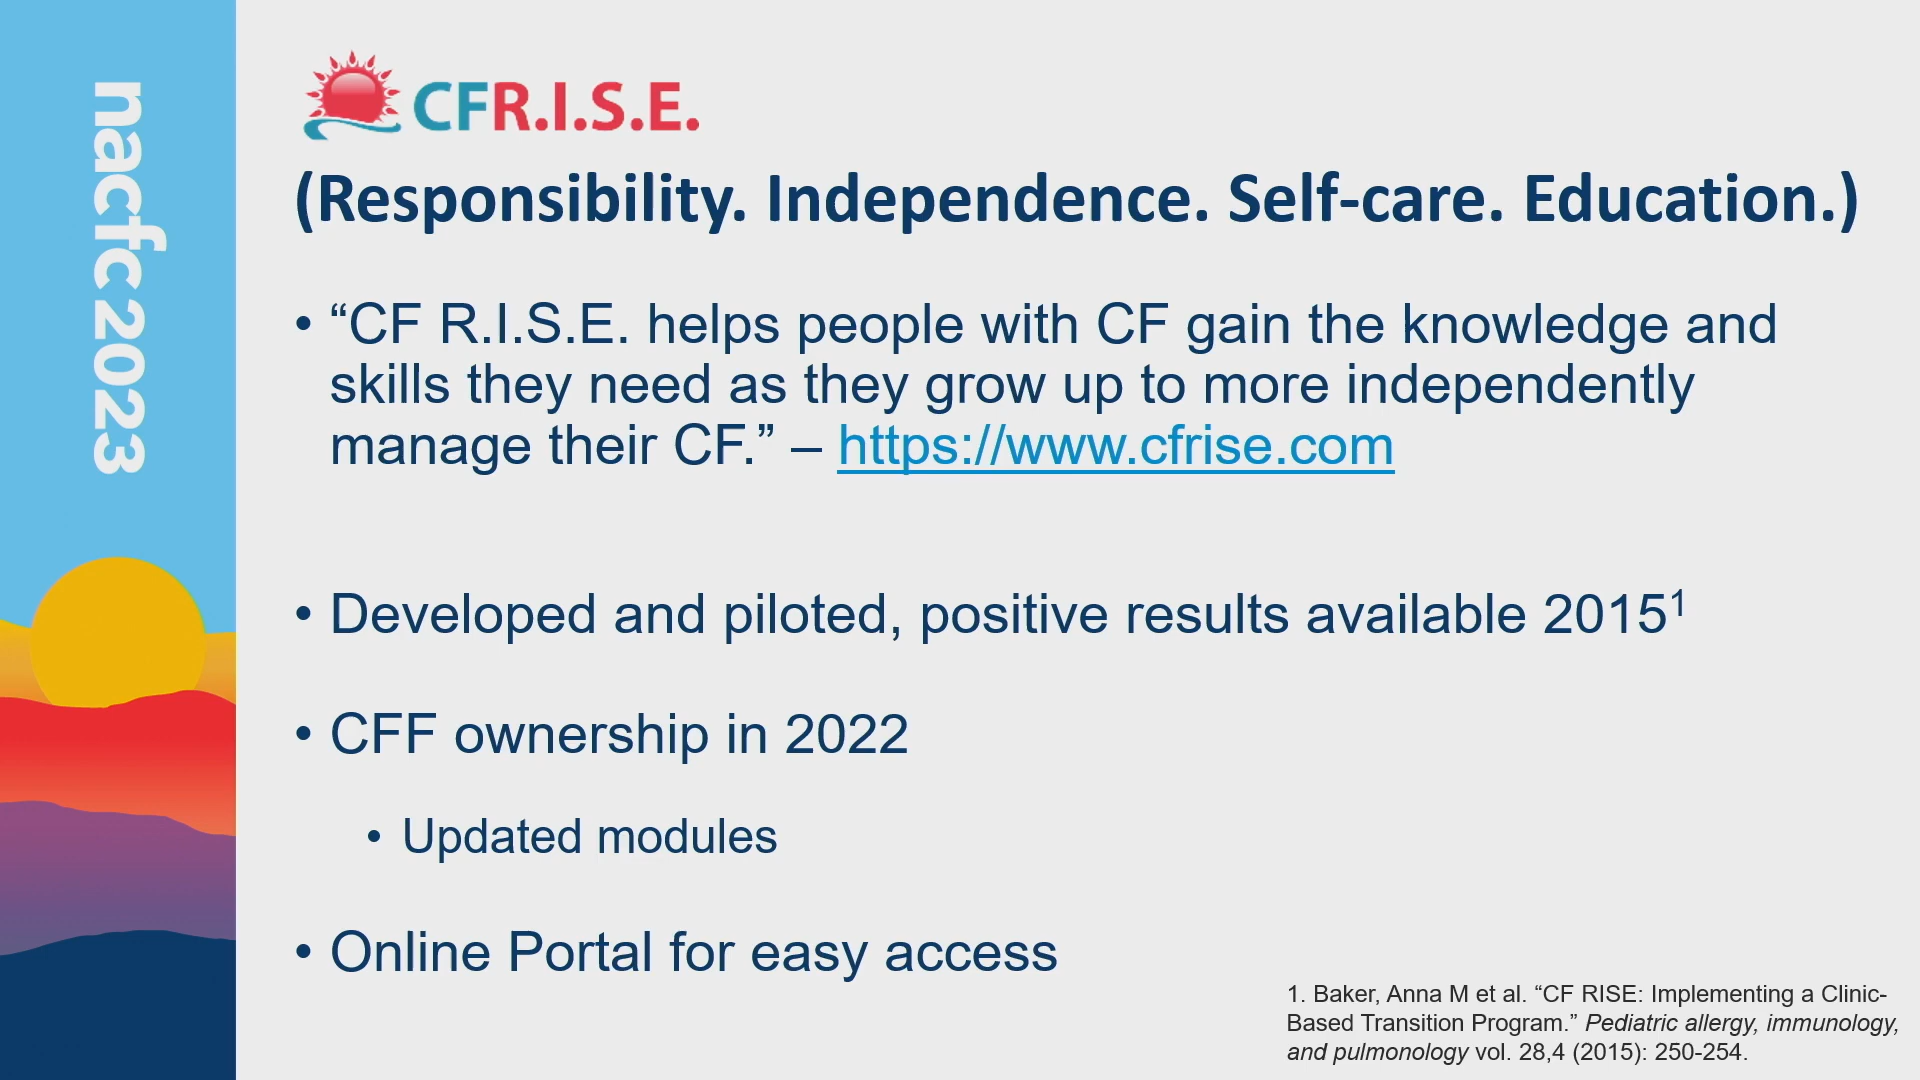 nacfc 2023
CFR.I.S.E.
(Responsibility. Independence. Self-care. Education.)
• “CF R.I.S.E. helps people with CF gain the knowledge and
skills they need as they grow up to more independently
manage their CF.” – https://www.cfrise.com
• Developed and piloted, positive results available 2015¹
• CFF ownership in 2022
• Updated modules
• Online Portal for easy access
1. Baker, Anna M et al. “CF RISE: Implementing a Clinic-
Based Transition Program.” Pediatric allergy, immunology,
and pulmonology vol. 28,4 (2015): 250-254.